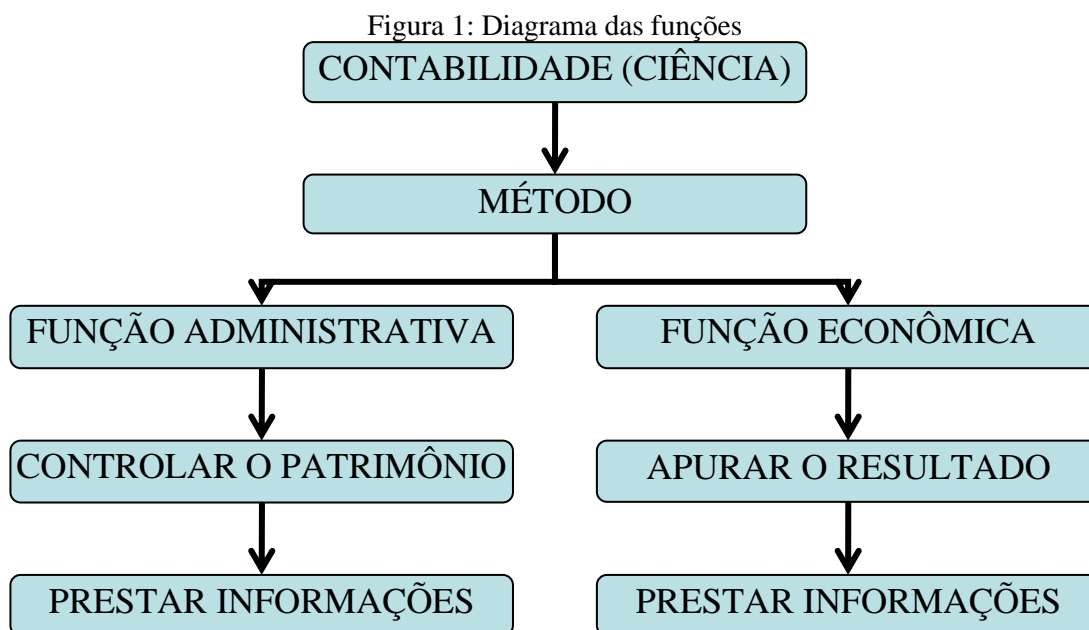 Figura 1: Diagrama das funções
CONTABILIDADE (CIÊNCIA)
MÉTODO
FUNÇÃO ADMINISTRATIVA
FUNÇÃO ECONÔMICA
CONTROLAR O PATRIMÔNIO
APURAR O RESULTADO
PRESTAR INFORMAÇÕES
PRESTAR INFORMAÇÕES